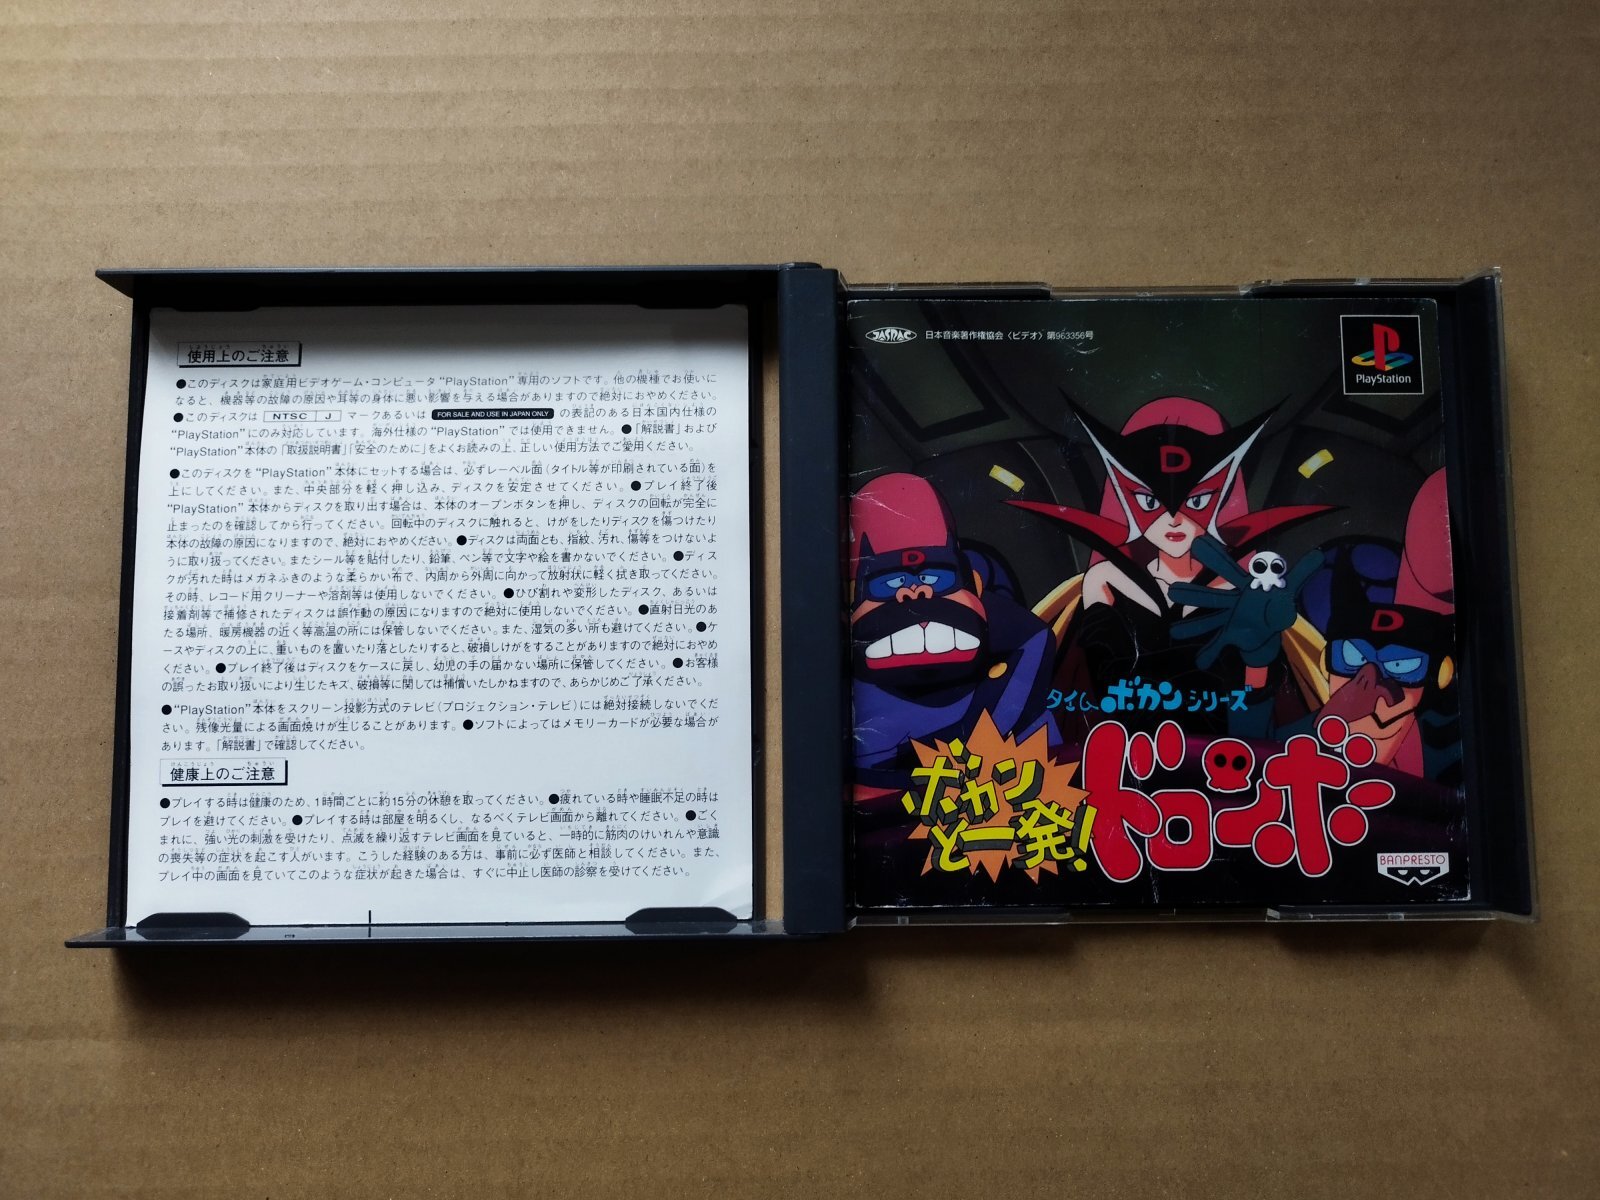 使用上のご注意
●このディスクは家庭用ビデオゲーム・コンピュータ“PlayStation”専用のソフトです。他の機種でお使いに
なると、機器等の故障の原因や耳等の身体に悪い影響を与える場合がありますので絶対におやめください。
●このディスクは NTSC J マークあるいは FOR SALE AND USE IN JAPAN ONLY の表記のある日本国内仕様の
“PlayStation”にのみ対応しています。海外仕様の“PlayStation”では使用できません。●「解説書」および
“PlayStation”本体の「取扱説明書」「安全のために」をよくお読みの上、正しい使用方法でご愛用ください。
●このディスクを“PlayStation”本体にセットする場合は、必ずレーベル面(タイトル等が印刷されている面)を
上にしてください。また、中央部分を軽く押し込み、ディスクを安定させてください。●プレイ終了後
“PlayStation”本体からディスクを取り出す場合は、本体のオープンボタンを押し、ディスクの回転が完全に
止まったのを確認してから行ってください。回転中のディスクに触れると、けがをしたりディスクを傷つけたり
本体の故障の原因になりますので、絶対におやめください。●ディスクは両面とも、指紋、汚れ、傷等をつけないよ
うに取り扱ってください。またシール等を貼付したり、鉛筆、ペン等で文字や絵を書かないでください。●ディス
クが汚れた時はメガネふきのような柔らかい布で、内周から外周に向かって放射状に軽く拭き取ってください。
その時、レコード用クリーナーや溶剤等は使用しないでください。●ひび割れや変形したディスク、あるいは
接着剤等で補修されたディスクは誤作動の原因になりますので絶対に使用しないでください。●直射日光のあ
たる場所、暖房機器の近く等高温の所には保管しないでください。また、湿気の多い所も避けてください。●ケ
ースやディスクの上に、重いものを置いたり落としたりすると、破損しけがをすることがありますので絶対におやめ
ください。●プレイ終了後はディスクをケースに戻し、幼児の手の届かない場所に保管してください。●お客様
の誤ったお取り扱いにより生じたキズ、破損等に関しては補償いたしかねますので、あらかじめご了承ください。
●“PlayStation”本体をスクリーン投影方式のテレビ(プロジェクション・テレビ)には絶対接続しないでくだ
さい。残像光量による画面焼けが生じることがあります。●ソフトによってはメモリーカードが必要な場合が
あります。「解説書」で確認してください。
健康上のご注意
●プレイする時は健康のため、1時間ごとに約15分の休憩を取ってください。●疲れている時や睡眠不足の時は
プレイを避けてください。●プレイする時は部屋を明るくし、なるべくテレビ画面から離れてください。●ごく
まれに、強い光の刺激を受けたり、点滅を繰り返すテレビ画面を見ていると、一時的に筋肉のけいれんや意識
の喪失等の症状を起こす人がいます。こうした経験のある方は、事前に必ず医師と相談してください。また、
プレイ中の画面を見ていてこのような症状が起きた場合は、すぐに中止し医師の診察を受けてください。
JASRAC 日本音楽著作権協会〈ビデオ〉第963356号
PlayStation
D
D
D
タイムボカンシリーズ
ボカンと一発!
ドロンボー
BANPRESTO